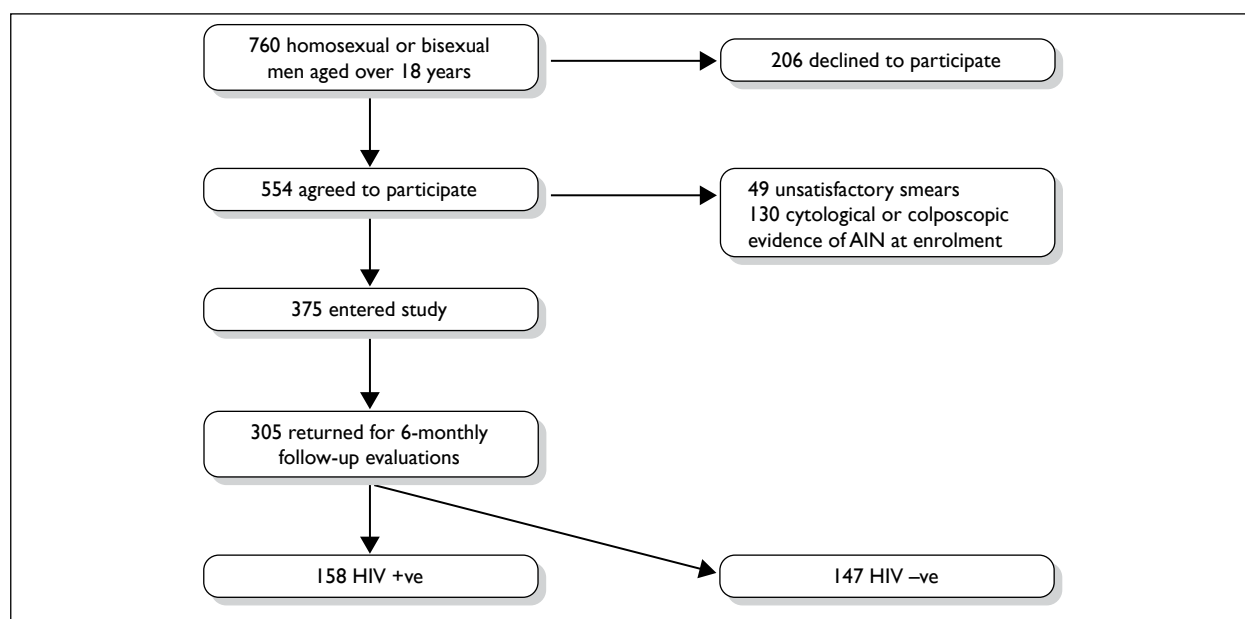 760 homosexual or bisexual
men aged over 18 years
206 declined to participate
554 agreed to participate
49 unsatisfactory smears
130 cytological or colposcopic
evidence of AIN at enrolment
375 entered study
305 returned for 6-monthly
follow-up evaluations
158 HIV +ve
147 HIV –ve